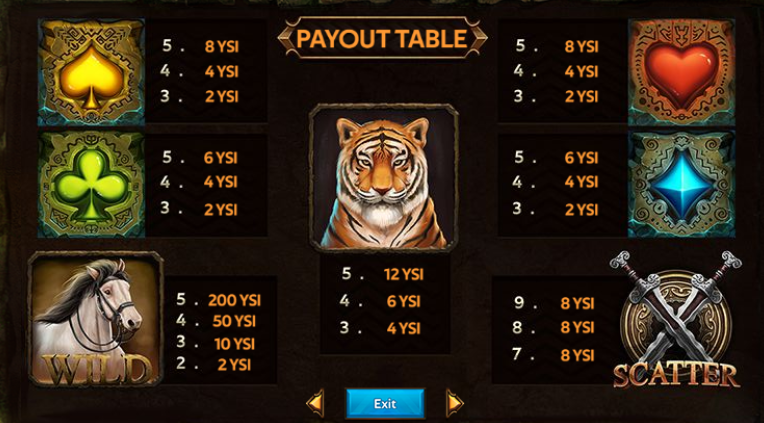 PAYOUT TABLE
5 . 8 YSI
4 . 4 YSI
3 . 2 YSI
5 . 8 YSI
4 . 4 YSI
3 . 2 YSI
5 . 6 YSI
4 . 4 YSI
3 . 2 YSI
5 . 6 YSI
4 . 4 YSI
3 . 2 YSI
WILD
5 . 200 YSI
4 . 50 YSI
3 . 10 YSI
2 . 2 YSI
5 . 12 YSI
4 . 6 YSI
3 . 4 YSI
9 . 8 YSI
8 . 8 YSI
7 . 8 YSI
SCATTER
Exit